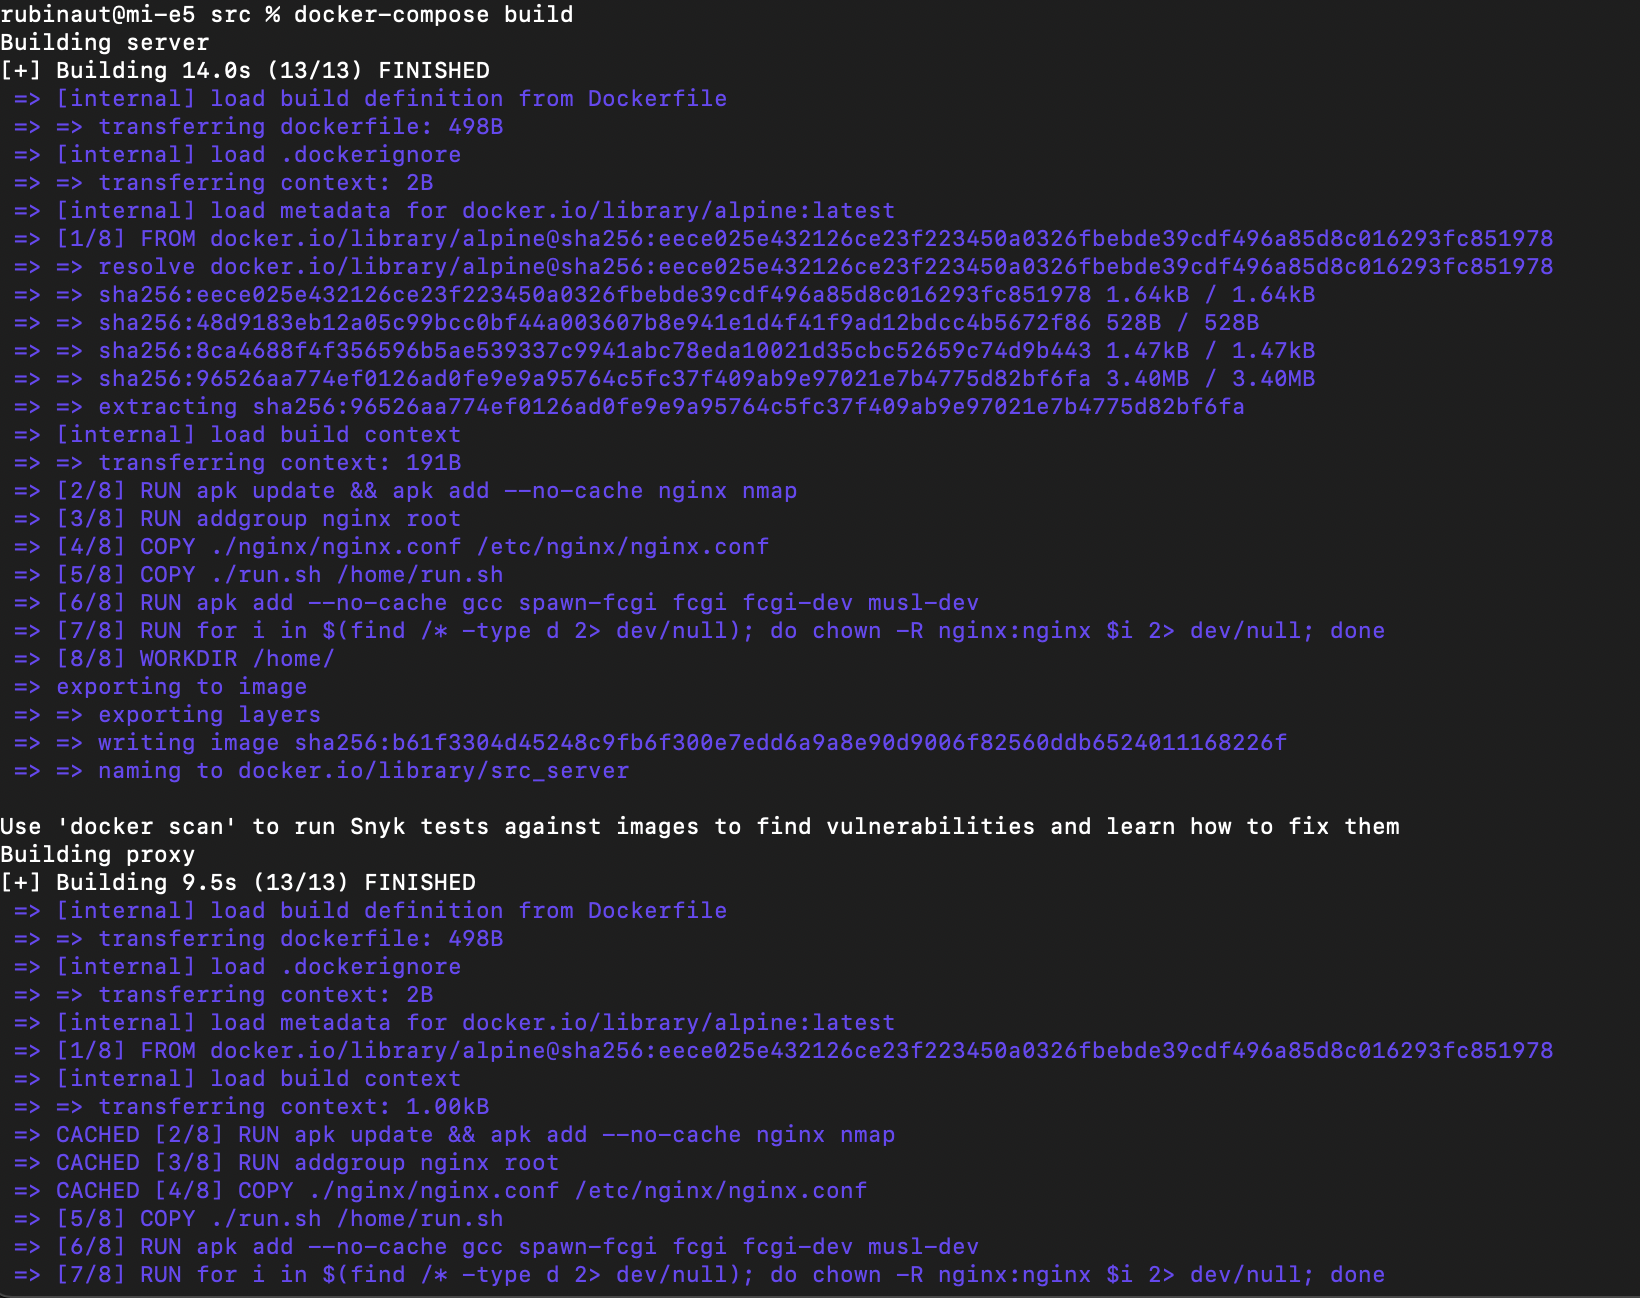 rubinaut@mi-e5 src % docker-compose build
Building server
[+] Building 14.0s (13/13) FINISHED
=> [internal] load build definition from Dockerfile
=> => transferring dockerfile: 498B
=> [internal] load .dockerignore
=> => transferring context: 2B
=> [internal] load metadata for docker.io/library/alpine:latest
=> [1/8] FROM docker.io/library/alpine@sha256:eece025e432126ce23f223450a0326fbebde39cdf496a85d8c016293fc851978
=> => resolve docker.io/library/alpine@sha256:eece025e432126ce23f223450a0326fbebde39cdf496a85d8c016293fc851978
=> => sha256:eece025e432126ce23f223450a0326fbebde39cdf496a85d8c016293fc851978 1.64kB / 1.64kB
=> => sha256:48d9183eb12a05c99bcc0bf44a003607b8e941e1d4f41f9ad12bdcc4b5672f86 528B / 528B
=> => sha256:8ca4688f4f356596b5ae539337c9941abc78eda10021d35cbc52659c74d9b443 1.47kB / 1.47kB
=> => sha256:96526aa774ef0126ad0fe9e9a95764c5fc37f409ab9e97021e7b4775d82bf6fa 3.40MB / 3.40MB
=> => extracting sha256:96526aa774ef0126ad0fe9e9a95764c5fc37f409ab9e97021e7b4775d82bf6fa
=> [internal] load build context
=> => transferring context: 191B
=> [2/8] RUN apk update && apk add --no-cache nginx nmap
=> [3/8] RUN addgroup nginx root
=> [4/8] COPY ./nginx/nginx.conf /etc/nginx/nginx.conf
=> [5/8] COPY ./run.sh /home/run.sh
=> [6/8] RUN apk add --no-cache gcc spawn-fcgi fcgi fcgi-dev musl-dev
=> [7/8] RUN for i in $(find /* -type d 2> dev/null); do chown -R nginx:nginx $i 2> dev/null; done
=> [8/8] WORKDIR /home/
=> exporting to image
=> => exporting layers
=> => writing image sha256:b61f3304d45248c9fb6f300e7edd6a9a8e90d9006f82560ddb6524011168226f
=> => naming to docker.io/library/src_server
Use 'docker scan' to run Snyk tests against images to find vulnerabilities and learn how to fix them
Building proxy
[+] Building 9.5s (13/13) FINISHED
=> [internal] load build definition from Dockerfile
=> => transferring dockerfile: 498B
=> [internal] load .dockerignore
=> => transferring context: 2B
=> [internal] load metadata for docker.io/library/alpine:latest
=> [1/8] FROM docker.io/library/alpine@sha256:eece025e432126ce23f223450a0326fbebde39cdf496a85d8c016293fc851978
=> [internal] load build context
=> => transferring context: 1.00kB
=> CACHED [2/8] RUN apk update && apk add --no-cache nginx nmap
=> CACHED [3/8] RUN addgroup nginx root
=> CACHED [4/8] COPY ./nginx/nginx.conf /etc/nginx/nginx.conf
=> [5/8] COPY ./run.sh /home/run.sh
=> [6/8] RUN apk add --no-cache gcc spawn-fcgi fcgi fcgi-dev musl-dev
=> [7/8] RUN for i in $(find /* -type d 2> dev/null); do chown -R nginx:nginx $i 2> dev/null; done